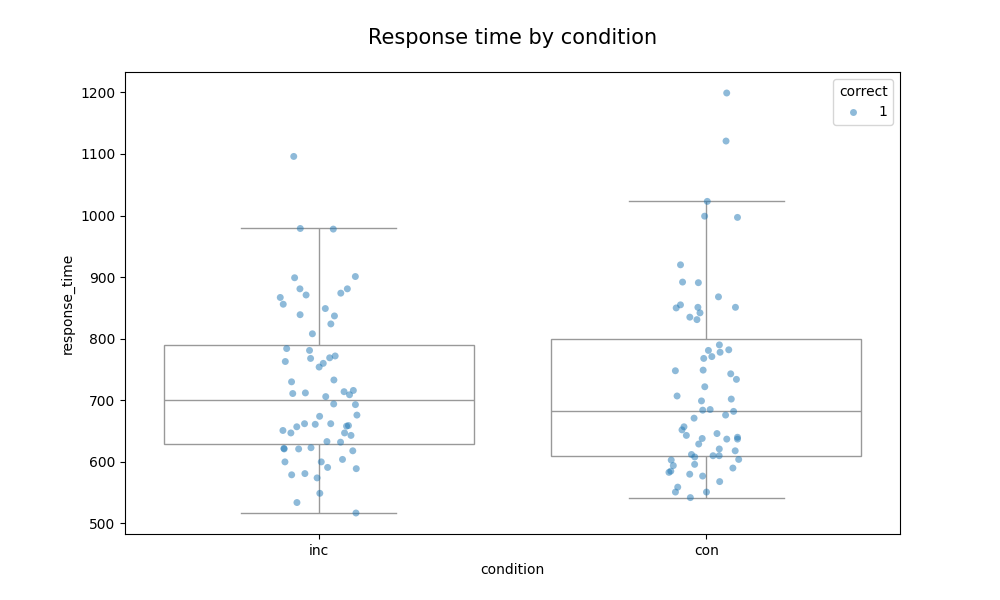 Response time by condition
correct
1
1200
1100
1000
900
800
700
600
500
response_time
inc
con
condition